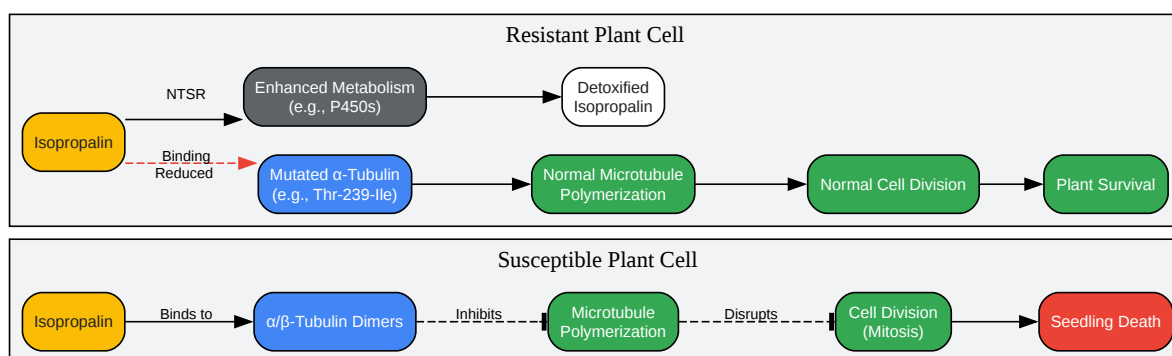 Resistant Plant Cell
NTSR
Enhanced Metabolism
(e.g., P450s)
Detoxified
Isopropalin
Isopropalin
Binding
Reduced
Mutated α-Tubulin
(e.g., Thr-239-Ile)
Normal Microtubule
Polymerization
Normal Cell Division
Plant Survival
Susceptible Plant Cell
Isopropalin
Binds to
α/β-Tubulin Dimers
Inhibits
Microtubule
Polymerization
Disrupts
Cell Division
(Mitosis)
Seedling Death